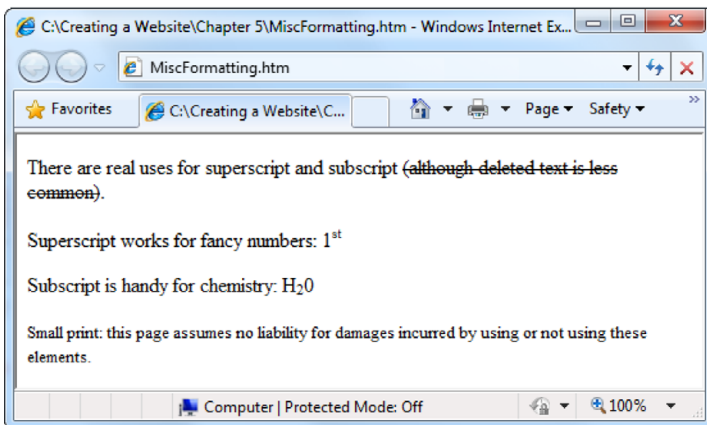 C:\Creating a Website\Chapter 5\MiscFormatting.htm - Windows Internet Ex...
MiscFormatting.htm
Favorites C:\Creating a Website\C... Page Safety »
There are real uses for superscript and subscript (although deleted text is less
common).
Superscript works for fancy numbers: 1st
Subscript is handy for chemistry: H20
Small print: this page assumes no liability for damages incurred by using or not using these
elements.
Computer | Protected Mode: Off 100%